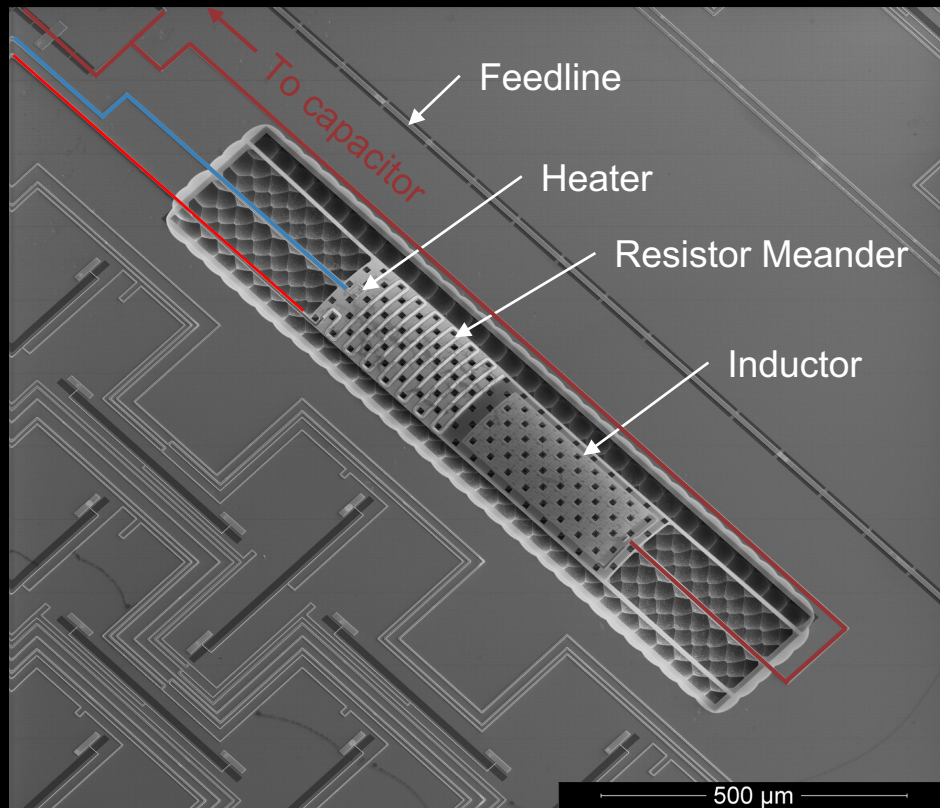 Feedline
To capacitor
Heater
Resistor Meander
Inductor
500 µm